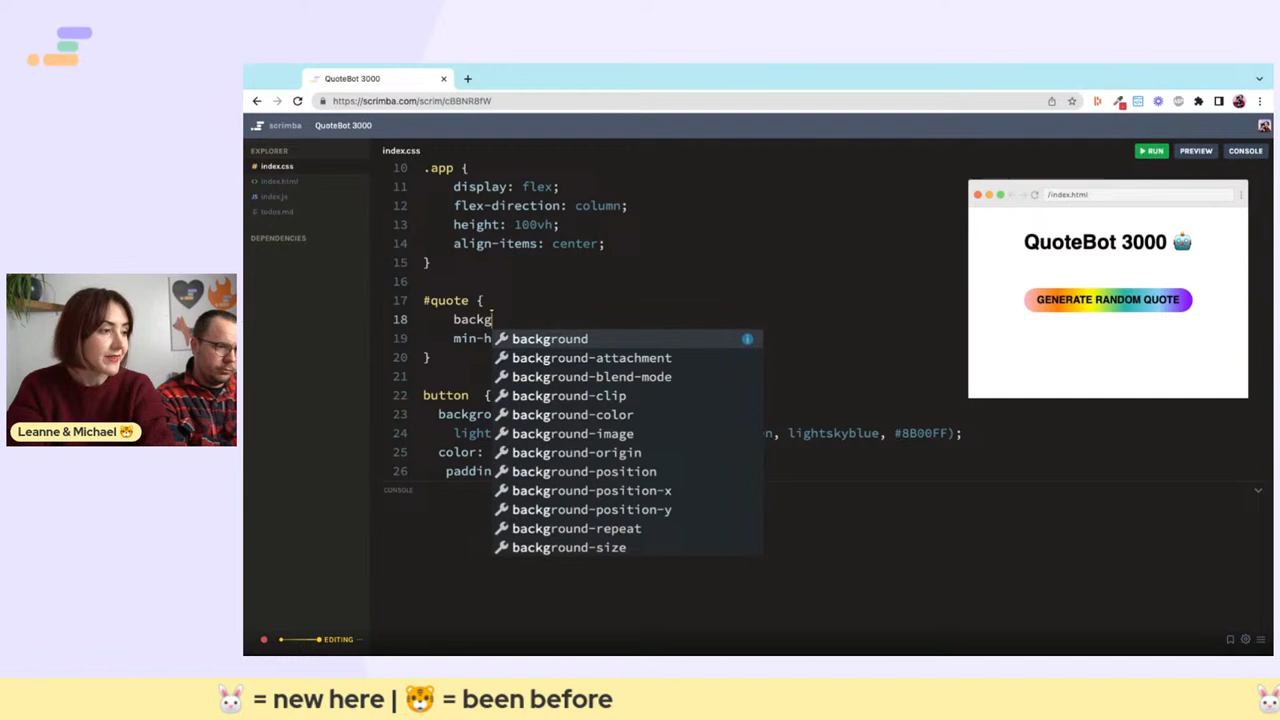 QuoteBot 3000
https://scrimba.com/scrim/cBBNR8fW
scrimba QuoteBot 3000
EXPLORER
index.css
index.html
index.js
todos.md
DEPENDENCIES
index.css
RUN PREVIEW CONSOLE
10 .app {
11 display: flex;
12 flex-direction: column;
13 height: 100vh;
14 align-items: center;
15 }
16
17 #quote {
18 backg
19 min-h
20 }
21
22 button {
23 backgro
24 light n, lightskyblue, #8B00FF);
25 color:
26 paddin
background
background-attachment
background-blend-mode
background-clip
background-color
background-image
background-origin
background-position
background-position-x
background-position-y
background-repeat
background-size
/index.html
QuoteBot 3000 🤖
GENERATE RANDOM QUOTE
CONSOLE
EDITING
Leanne & Michael 🐯
🐰 = new here | 🐯 = been before